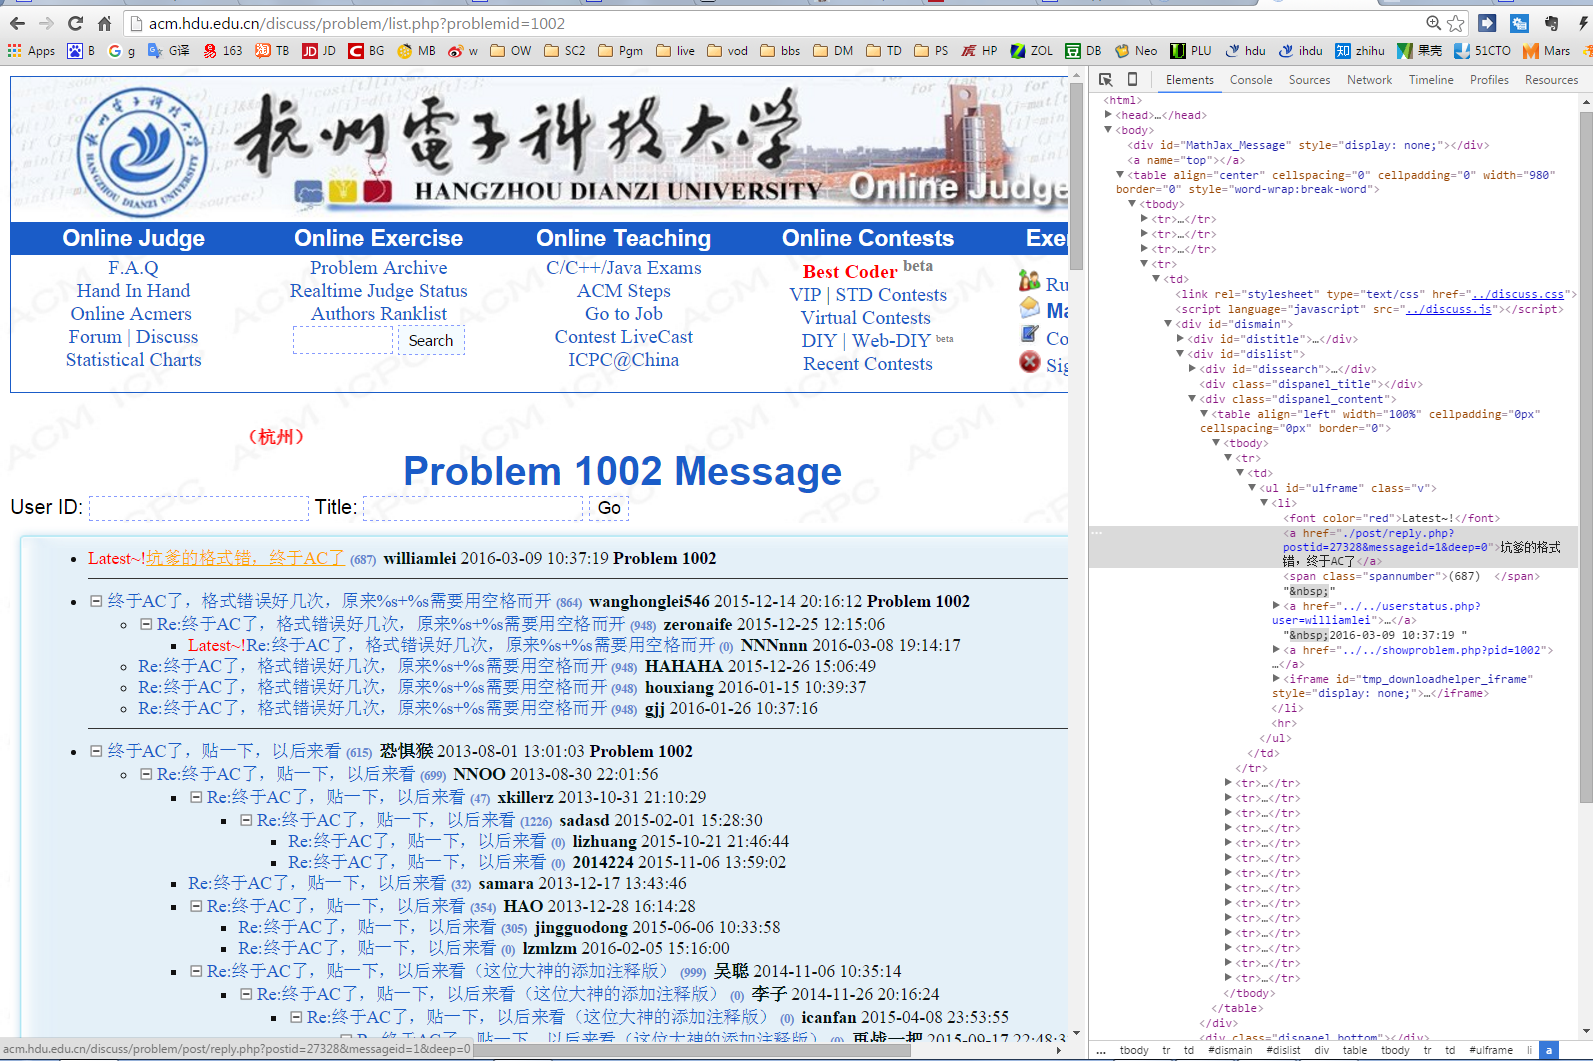 acm.hdu.edu.cn/discuss/problem/list.php?problemid=1002
Apps B g G译 163 TB JD BG MB w OW SC2 Pgm live vod bbs DM TD PS HP ZOL DB Neo PLU hdu ihdu zhihu 果壳 51CTO Mars
杭州電子科技大学
HANGZHOU DIANZI UNIVERSITY Online Judge
Online Judge Online Exercise Online Teaching Online Contests Exer
F.A.Q Problem Archive C/C++/Java Exams Best Coder beta
Hand In Hand Realtime Judge Status ACM Steps VIP | STD Contests Ru
Online Acmers Authors Ranklist Go to Job Virtual Contests Ma
Forum | Discuss Search Contest LiveCast DIY | Web-DIY beta Co
Statistical Charts ICPC@China Recent Contests Sig
（杭州）
Problem 1002 Message
User ID: Title: Go
Latest~!坑爹的格式错，终于AC了 (687) williamlei 2016-03-09 10:37:19 Problem 1002
终于AC了，格式错误好几次，原来%s+%s需要用空格而开 (864) wanghonglei546 2015-12-14 20:16:12 Problem 1002
Re:终于AC了，格式错误好几次，原来%s+%s需要用空格而开 (948) zeronaife 2015-12-25 12:15:06
Latest~!Re:终于AC了，格式错误好几次，原来%s+%s需要用空格而开 (0) NNNnnn 2016-03-08 19:14:17
Re:终于AC了，格式错误好几次，原来%s+%s需要用空格而开 (948) HAHAHA 2015-12-26 15:06:49
Re:终于AC了，格式错误好几次，原来%s+%s需要用空格而开 (948) houxiang 2016-01-15 10:39:37
Re:终于AC了，格式错误好几次，原来%s+%s需要用空格而开 (948) gjj 2016-01-26 10:37:16
终于AC了，贴一下，以后来看 (615) 恐惧猴 2013-08-01 13:01:03 Problem 1002
Re:终于AC了，贴一下，以后来看 (699) NNOO 2013-08-30 22:01:56
Re:终于AC了，贴一下，以后来看 (47) xkillerz 2013-10-31 21:10:29
Re:终于AC了，贴一下，以后来看 (1226) sadasd 2015-02-01 15:28:30
Re:终于AC了，贴一下，以后来看 (0) lizhuang 2015-10-21 21:46:44
Re:终于AC了，贴一下，以后来看 (0) 2014224 2015-11-06 13:59:02
Re:终于AC了，贴一下，以后来看 (32) samara 2013-12-17 13:43:46
Re:终于AC了，贴一下，以后来看 (354) HAO 2013-12-28 16:14:28
Re:终于AC了，贴一下，以后来看 (305) jingguodong 2015-06-06 10:33:58
Re:终于AC了，贴一下，以后来看 (0) lzmlzm 2016-02-05 15:16:00
Re:终于AC了，贴一下，以后来看（这位大神的添加注释版） (999) 吴聪 2014-11-06 10:35:14
Re:终于AC了，贴一下，以后来看（这位大神的添加注释版） (0) 李子 2014-11-26 20:16:24
Re:终于AC了，贴一下，以后来看（这位大神的添加注释版） (0) icanfan 2015-04-08 23:53:55
Re:终于AC了，贴一下，以后来看（这位大神的添加注释版） (0) 再战一把 2015-09-17 22:48:3
acm.hdu.edu.cn/discuss/problem/post/reply.php?postid=27328&messageid=1&deep=0
Elements Console Sources Network Timeline Profiles Resources
<html>
<head>…</head>
<body>
<div id="MathJax_Message" style="display: none;"></div>
<a name="top"></a>
<table align="center" cellspacing="0" cellpadding="0" width="980"
border="0" style="word-wrap:break-word">
<tbody>
<tr>…</tr>
<tr>…</tr>
<tr>…</tr>
<tr>
<td>
<link rel="stylesheet" type="text/css" href="../discuss.css">
<script language="javascript" src="../discuss.js"></script>
<div id="dismain">
<div id="distitle">…</div>
<div id="dislist">
<div id="dissearch">…</div>
<div class="dispanel_title"></div>
<div class="dispanel_content">
<table align="left" width="100%" cellpadding="0px"
cellspacing="0px" border="0">
<tbody>
<tr>
<td>
<ul id="ulframe" class="v">
<li>
<font color="red">Latest~!</font>
<a href="./post/reply.php?
postid=27328&messageid=1&deep=0">坑爹的格式
错，终于AC了</a>
<span class="spannumber">(687) </span>
"&nbsp;"
<a href="../../userstatus.php?
user=williamlei">…</a>
"&nbsp;2016-03-09 10:37:19 "
<a href="../../showproblem.php?pid=1002">
…</a>
<iframe id="tmp_downloadhelper_iframe"
style="display: none;">…</iframe>
</li>
<hr>
</ul>
</td>
</tr>
<tr>…</tr>
<tr>…</tr>
<tr>…</tr>
<tr>…</tr>
<tr>…</tr>
<tr>…</tr>
<tr>…</tr>
<tr>…</tr>
<tr>…</tr>
<tr>…</tr>
<tr>…</tr>
<tr>…</tr>
<tr>…</tr>
<tr>…</tr>
</tbody>
</table>
</div>
<div class="dispanel_bottom"></div>
... tbody tr td #dismain #dislist div table tbody tr td #ulframe li a